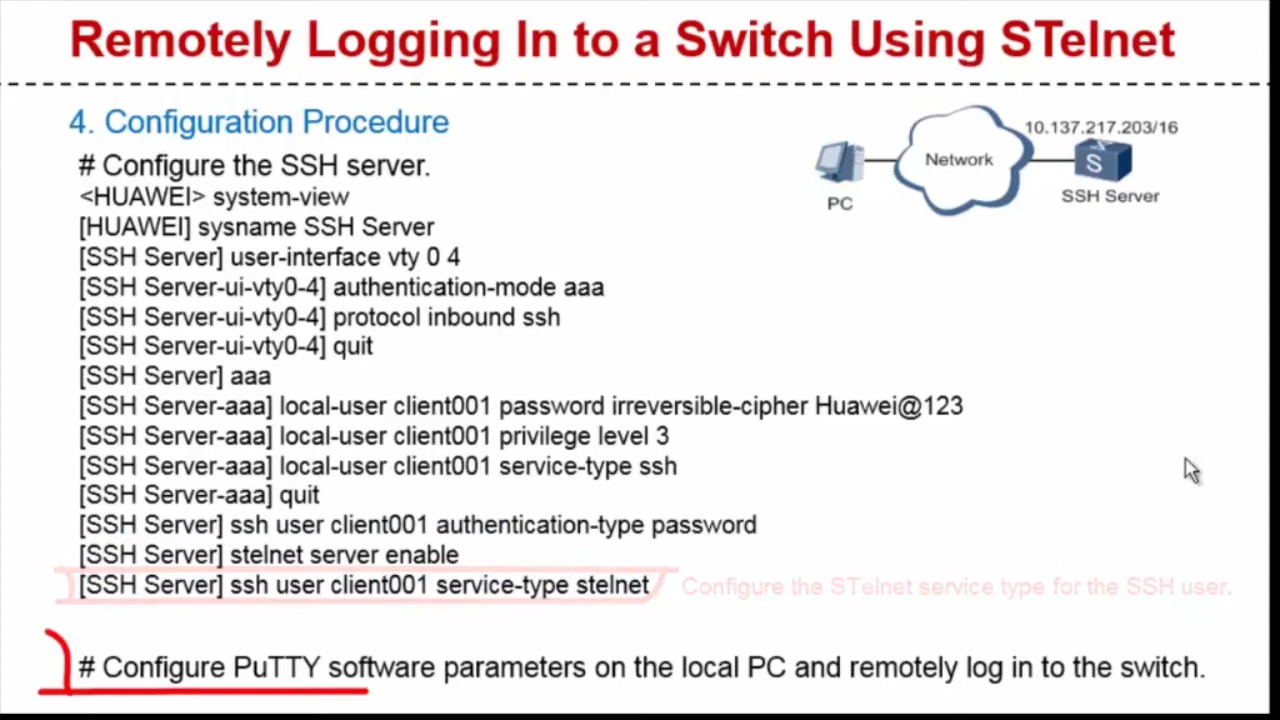 Remotely Logging In to a Switch Using STelnet
4. Configuration Procedure
# Configure the SSH server.
<HUAWEI> system-view
[HUAWEI] sysname SSH Server
[SSH Server] user-interface vty 0 4
[SSH Server-ui-vty0-4] authentication-mode aaa
[SSH Server-ui-vty0-4] protocol inbound ssh
[SSH Server-ui-vty0-4] quit
[SSH Server] aaa
[SSH Server-aaa] local-user client001 password irreversible-cipher Huawei@123
[SSH Server-aaa] local-user client001 privilege level 3
[SSH Server-aaa] local-user client001 service-type ssh
[SSH Server-aaa] quit
[SSH Server] ssh user client001 authentication-type password
[SSH Server] stelnet server enable
[SSH Server] ssh user client001 service-type stelnet Configure the STelnet service type for the SSH user.
# Configure PuTTY software parameters on the local PC and remotely log in to the switch.
10.137.217.203/16
Network
S
PC
SSH Server